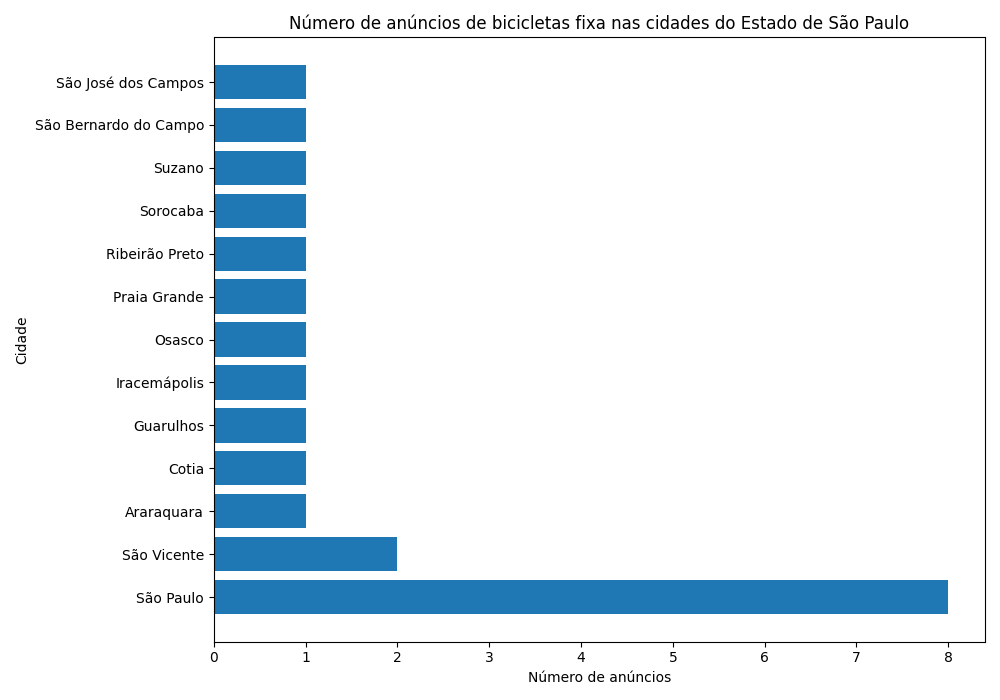 Número de anúncios de bicicletas fixa nas cidades do Estado de São Paulo
São José dos Campos
São Bernardo do Campo
Suzano
Sorocaba
Ribeirão Preto
Praia Grande
Osasco
Iracemápolis
Guarulhos
Cotia
Araraquara
São Vicente
São Paulo
Cidade
0 1 2 3 4 5 6 7 8
Número de anúncios